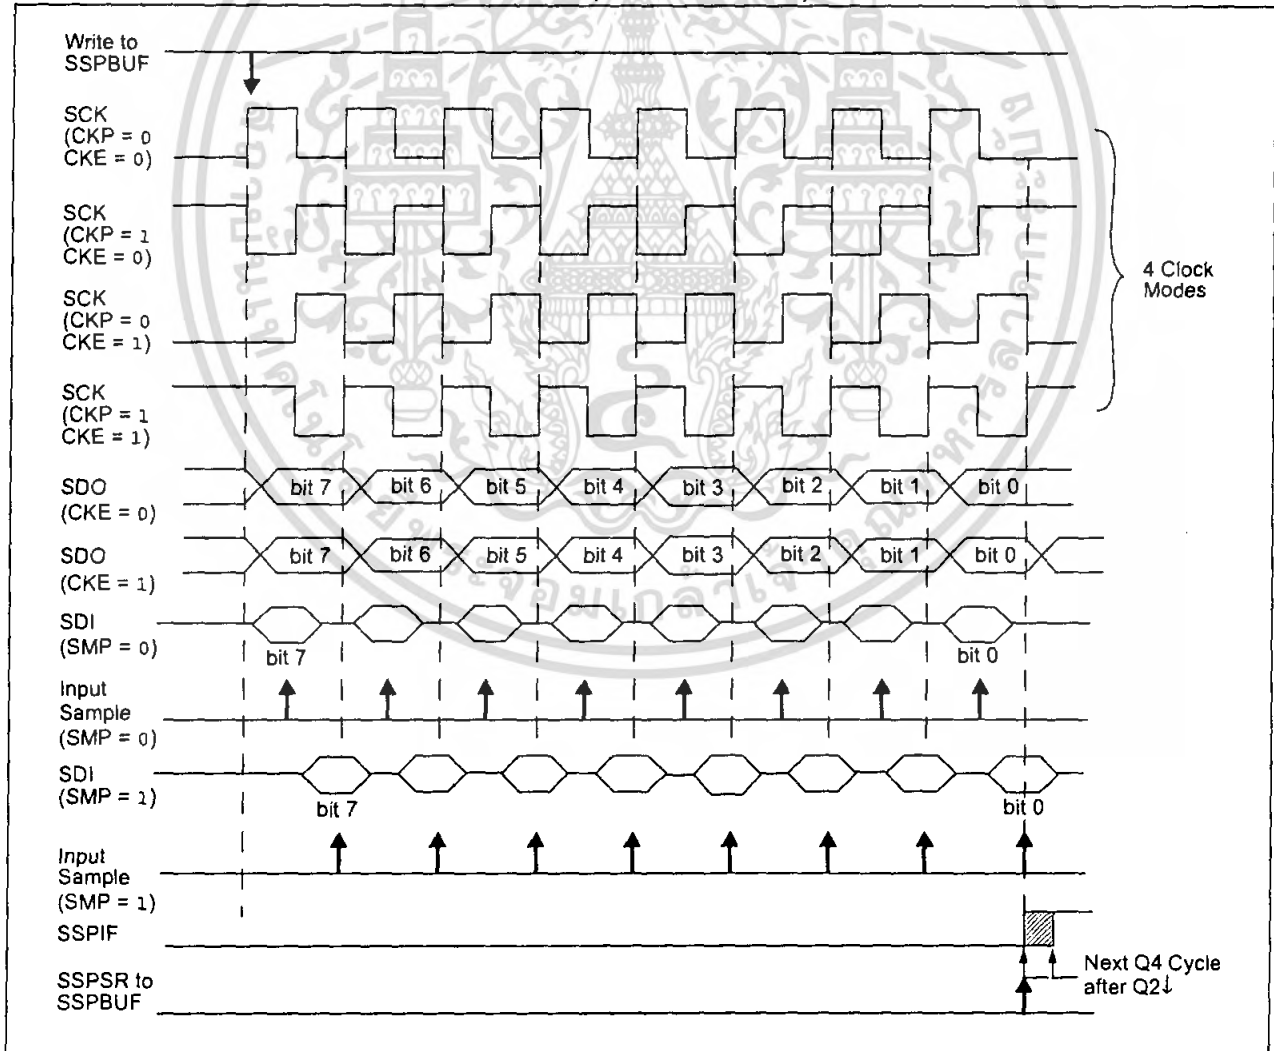 Write to
SSPBUF
SCK
(CKP = 0
CKE = 0)
SCK
(CKP = 1
CKE = 0)
SCK
(CKP = 0
CKE = 1)
SCK
(CKP = 1
CKE = 1)
4 Clock
Modes
SDO
(CKE = 0)
bit 7 bit 6 bit 5 bit 4 bit 3 bit 2 bit 1 bit 0
SDO
(CKE = 1)
bit 7 bit 6 bit 5 bit 4 bit 3 bit 2 bit 1 bit 0
SDI
(SMP = 0)
bit 7 bit 0
Input
Sample
(SMP = 0)
SDI
(SMP = 1)
bit 7 bit 0
Input
Sample
(SMP = 1)
SSPIF
SSPSR to
SSPBUF
Next Q4 Cycle
after Q2↓